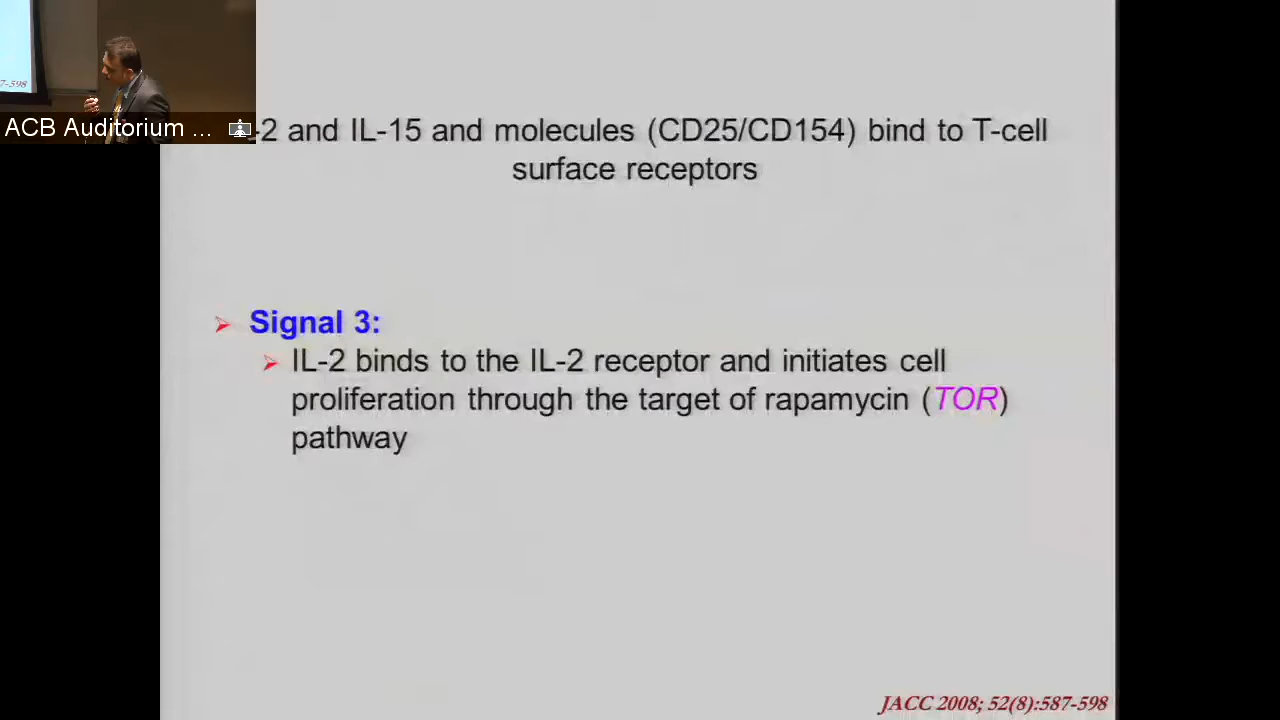 7-598
ACB Auditorium ...
-2 and IL-15 and molecules (CD25/CD154) bind to T-cell
surface receptors
Signal 3:
IL-2 binds to the IL-2 receptor and initiates cell
proliferation through the target of rapamycin (TOR)
pathway
JACC 2008; 52(8):587-598